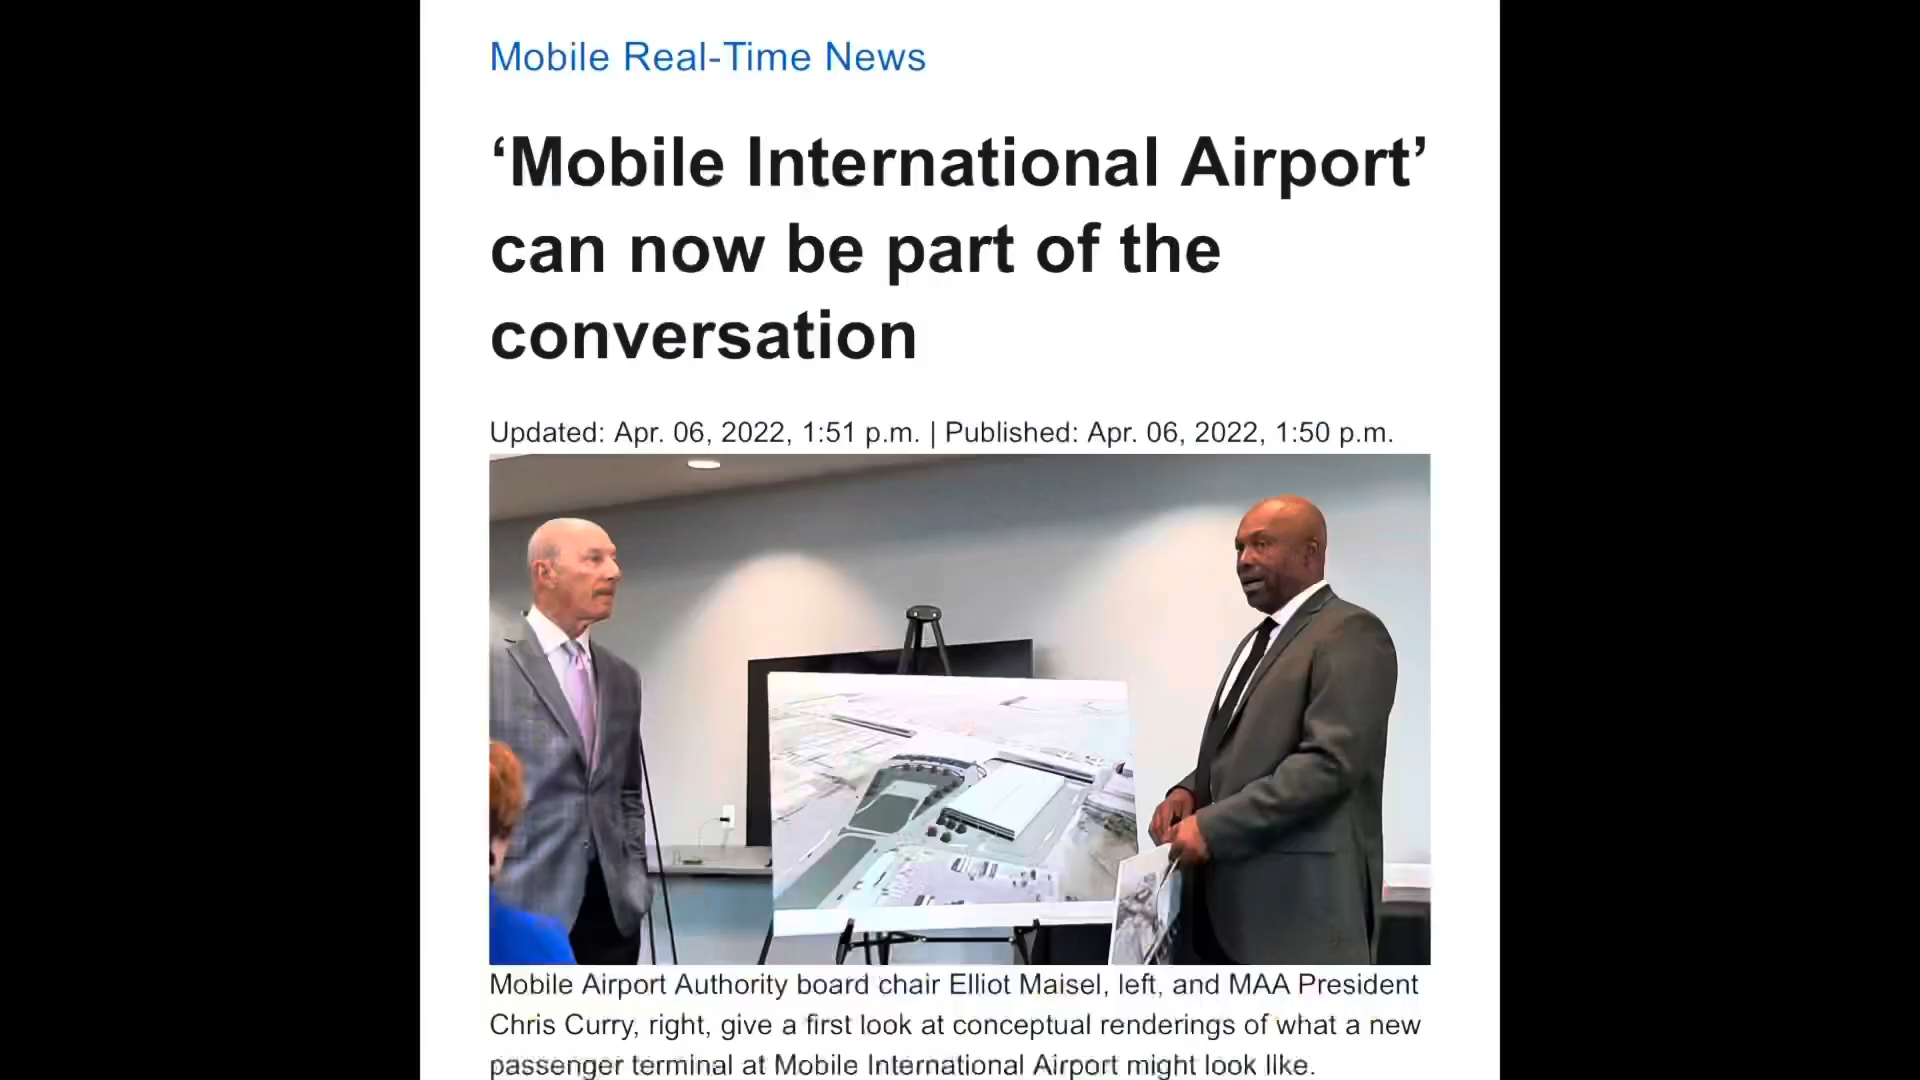 Mobile Real-Time News
‘Mobile International Airport’
can now be part of the
conversation
Updated: Apr. 06, 2022, 1:51 p.m. | Published: Apr. 06, 2022, 1:50 p.m.
Mobile Airport Authority board chair Elliot Maisel, left, and MAA President
Chris Curry, right, give a first look at conceptual renderings of what a new
passenger terminal at Mobile International Airport might look like.